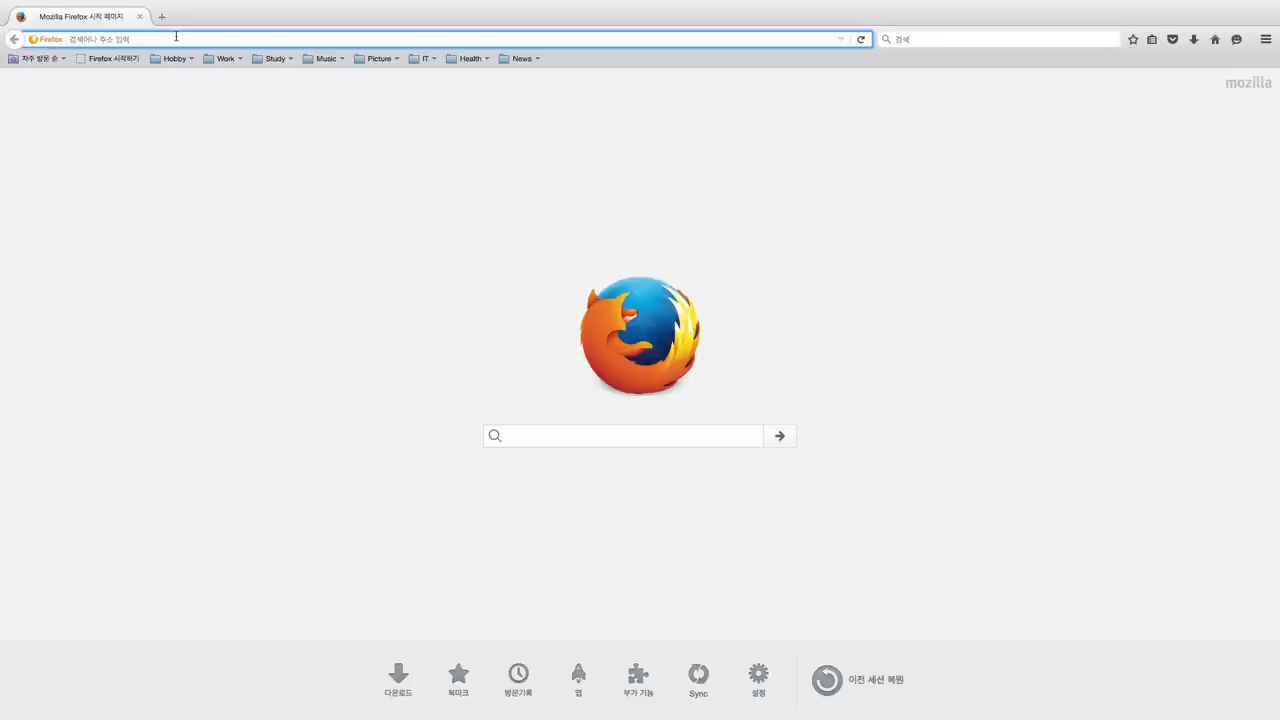 Mozilla Firefox 시작 페이지
Firefox 검색어나 주소 입력
검색
자주 방문 순 Firefox 시작하기 Hobby Work Study Music Picture IT Health News
mozilla
다운로드 북마크 방문기록 앱 부가 기능 Sync 설정 이전 세션 복원